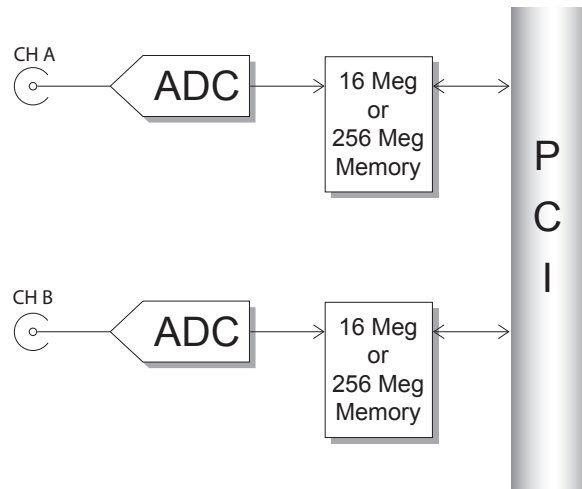 CH A
ADC
16 Meg
or
256 Meg
Memory
CH B
ADC
16 Meg
or
256 Meg
Memory
P
C
I